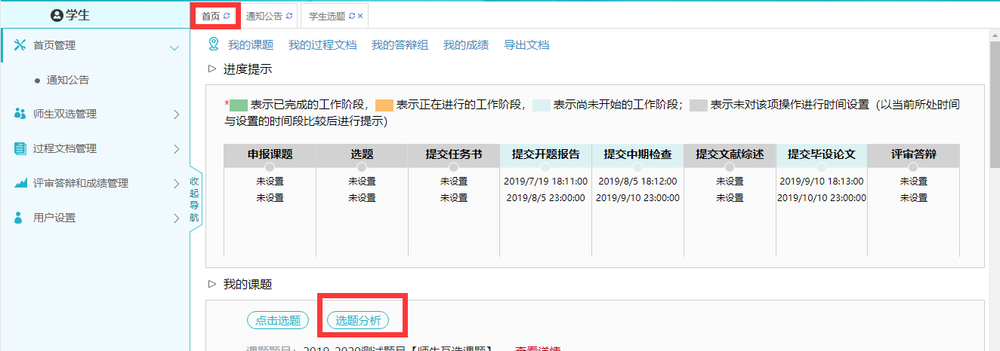 学生
首页
通知公告
学生选题
首页管理
通知公告
师生双选管理
过程文档管理
评审答辩和成绩管理
用户设置
收起导航
我的课题 我的过程文档 我的答辩组 我的成绩 导出文档
进度提示
* 表示已完成的工作阶段， 表示正在进行的工作阶段， 表示尚未开始的工作阶段； 表示未对该项操作进行时间设置（以当前所处时间
与设置的时间段比较后进行提示）
申报课题 选题 提交任务书 提交开题报告 提交中期检查 提交文献综述 提交毕设论文 评审答辩
未设置 未设置 未设置 2019/7/19 18:11:00 2019/8/5 18:12:00 未设置 2019/9/10 18:13:00 未设置
未设置 未设置 未设置 2019/8/5 23:00:00 2019/9/10 23:00:00 未设置 2019/10/10 23:00:00 未设置
我的课题
点击选题 选题分析
课题题目：2019-2020测试题目【师生互选课题】 查看详情